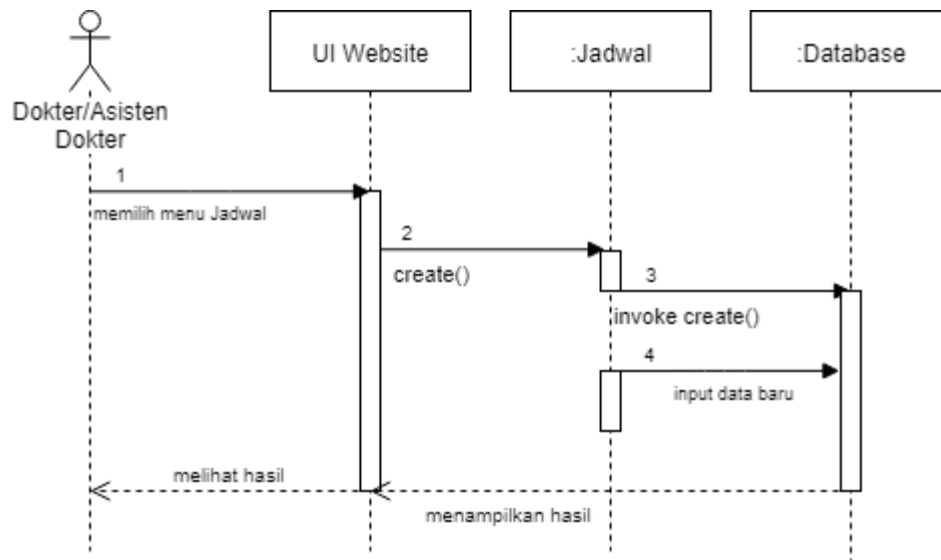 UI Website
:Jadwal
:Database
Dokter/Asisten
Dokter
1
memilih menu Jadwal
2
create()
3
invoke create()
4
input data baru
melihat hasil
menampilkan hasil